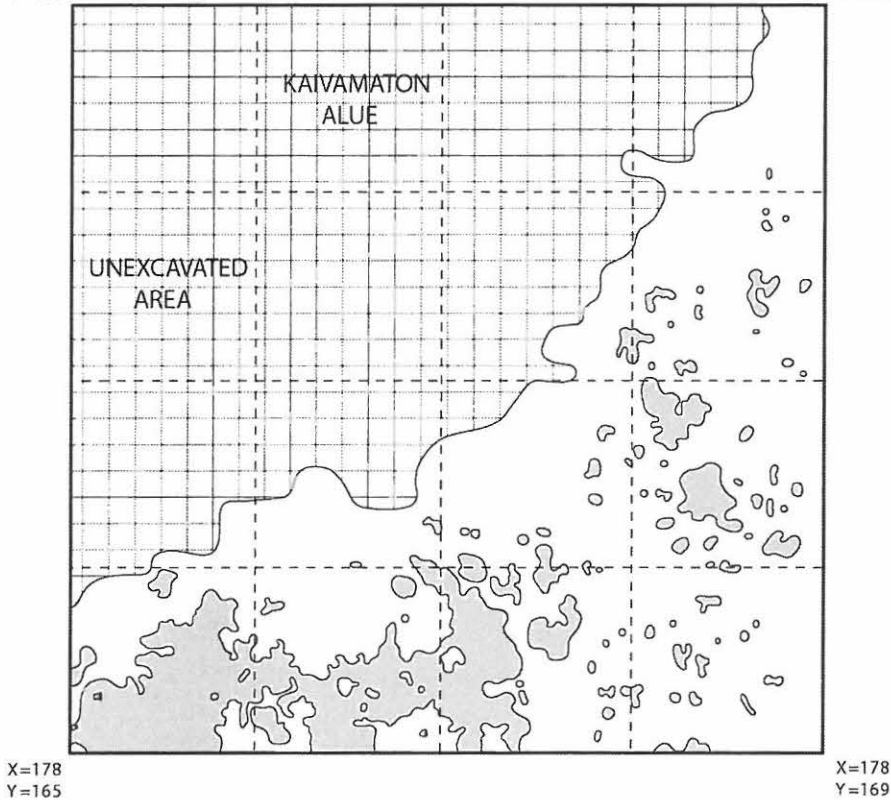 KAIVAMATON
ALUE
UNEXCAVATED
AREA
X=178
Y=165
X=178
Y=169